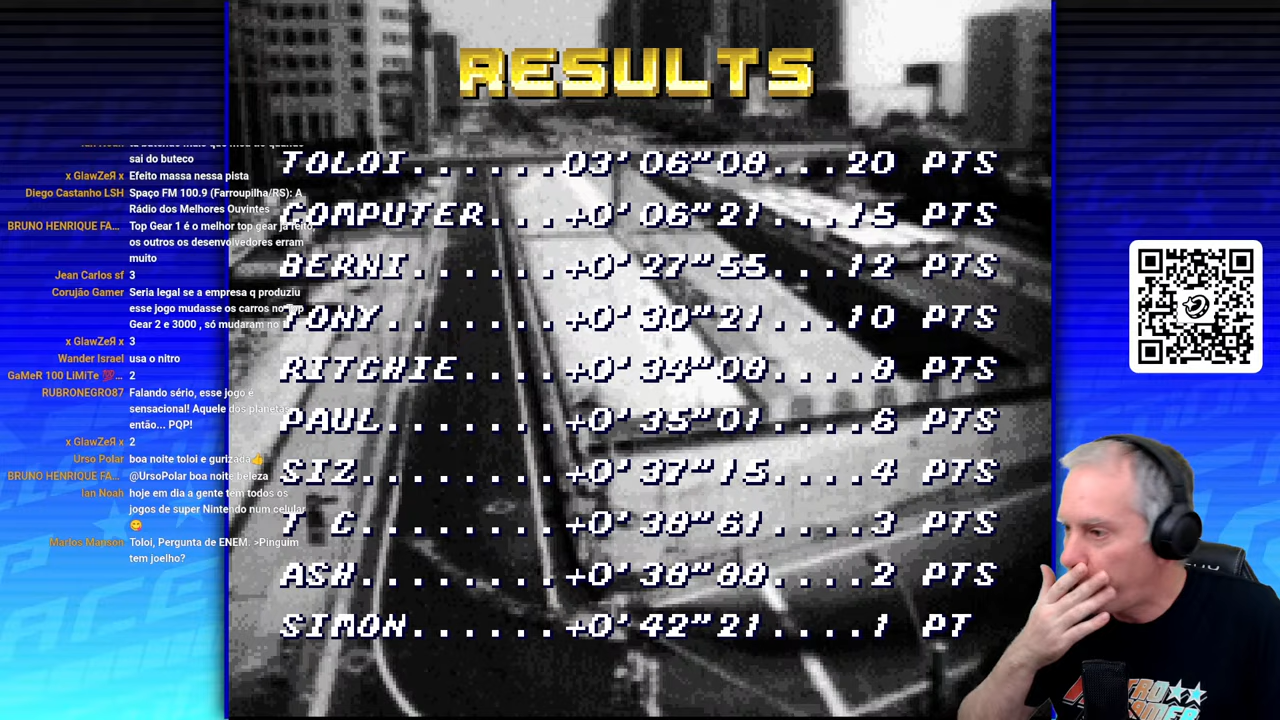 RESULTS
TOLOI.......03'06"08...20 PTS
COMPUTER...+0'06"21...15 PTS
BERNI......+0'27"55...12 PTS
TONY.......+0'30"21...10 PTS
RITCHIE....+0'34"08....8 PTS
PAUL.......+0'35"01....6 PTS
SIZ........+0'37"15....4 PTS
T C........+0'38"61....3 PTS
ASH........+0'38"88....2 PTS
SIMON......+0'42"21....1 PT
sai do buteco
x GlawZeЯ x Efeito massa nessa pista
Diego Castanho LSH Spaço FM 100.9 (Farroupilha/RS): A
Rádio dos Melhores Ouvintes
BRUNO HENRIQUE FA... Top Gear 1 é o melhor top gear já feito,
os outros os desenvolvedores erram
muito
Jean Carlos sf 3
Corujão Gamer Seria legal se a empresa q produziu
esse jogo mudasse os carros no Top
Gear 2 e 3000 , só mudaram no
x GlawZeЯ x 3
Wander Israel usa o nitro
GaMeR 100 LiMiTe 💯... 2
RUBRONEGRO87 Falando sério, esse jogo e
sensacional! Aquele dos planetas
então... PQP!
x GlawZeЯ x 2
Urso Polar boa noite toloi e gurizada👍
BRUNO HENRIQUE FA... @UrsoPolar boa noite beleza
Ian Noah hoje em dia a gente tem todos os
jogos de super Nintendo num celular
😋
Marlos Manson Toloi, Pergunta de ENEM. >Pinguim
tem joelho?